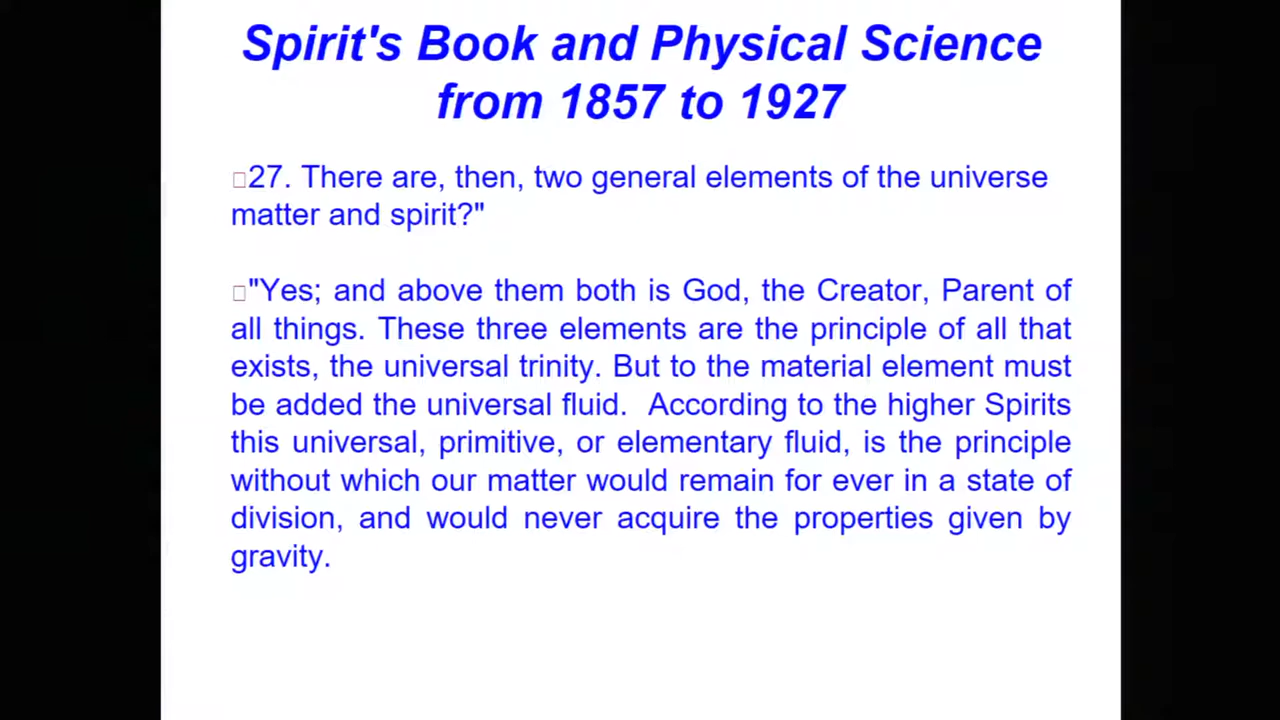 Spirit's Book and Physical Science
from 1857 to 1927
27. There are, then, two general elements of the universe
matter and spirit?"
"Yes; and above them both is God, the Creator, Parent of
all things. These three elements are the principle of all that
exists, the universal trinity. But to the material element must
be added the universal fluid.  According to the higher Spirits
this universal, primitive, or elementary fluid, is the principle
without which our matter would remain for ever in a state of
division, and would never acquire the properties given by
gravity.